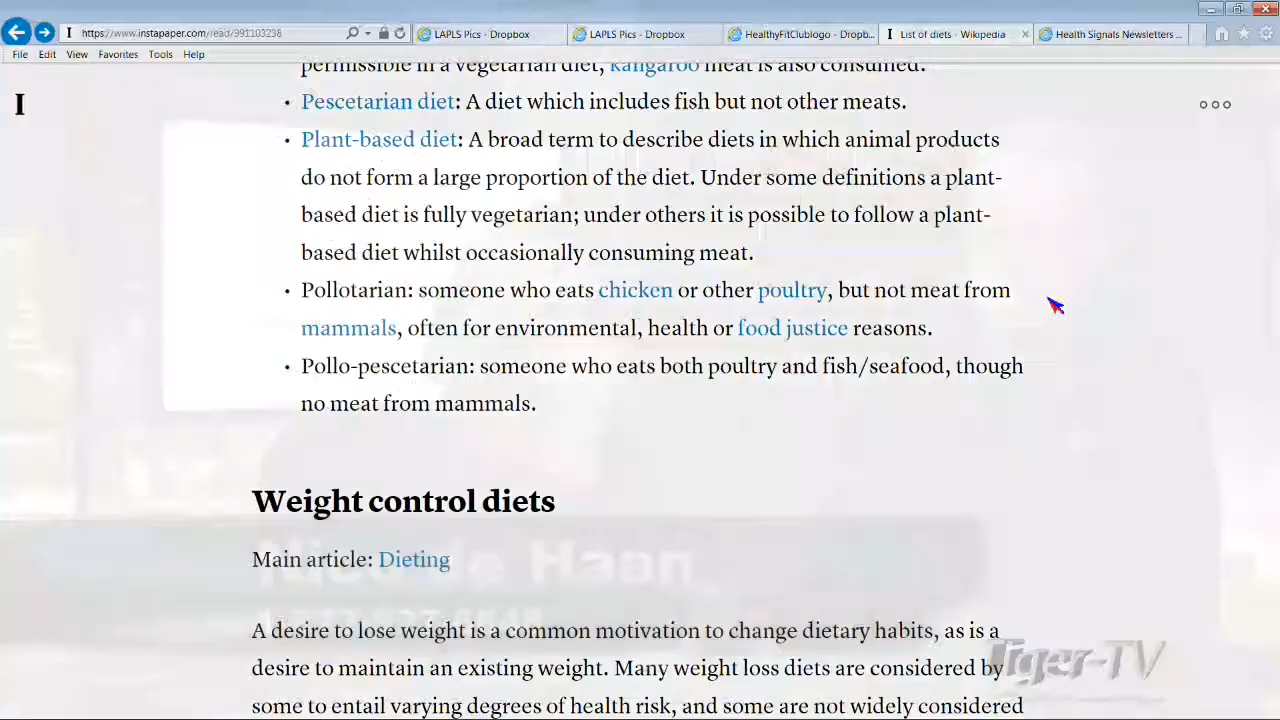 https://www.instapaper.com/read/991103238
LAPLS Pics - Dropbox
LAPLS Pics - Dropbox
HealthyFitClublogo - Dropb...
List of diets - Wikipedia
Health Signals Newsletters ...
File Edit View Favorites Tools Help
permissible in a vegetarian diet, kangaroo meat is also consumed.
I
• Pescetarian diet: A diet which includes fish but not other meats.
• Plant-based diet: A broad term to describe diets in which animal products
do not form a large proportion of the diet. Under some definitions a plant-
based diet is fully vegetarian; under others it is possible to follow a plant-
based diet whilst occasionally consuming meat.
• Pollotarian: someone who eats chicken or other poultry, but not meat from
mammals, often for environmental, health or food justice reasons.
• Pollo-pescetarian: someone who eats both poultry and fish/seafood, though
no meat from mammals.
Weight control diets
Main article: Dieting
de Haan
A desire to lose weight is a common motivation to change dietary habits, as is a
desire to maintain an existing weight. Many weight loss diets are considered by
some to entail varying degrees of health risk, and some are not widely considered
Tiger-TV